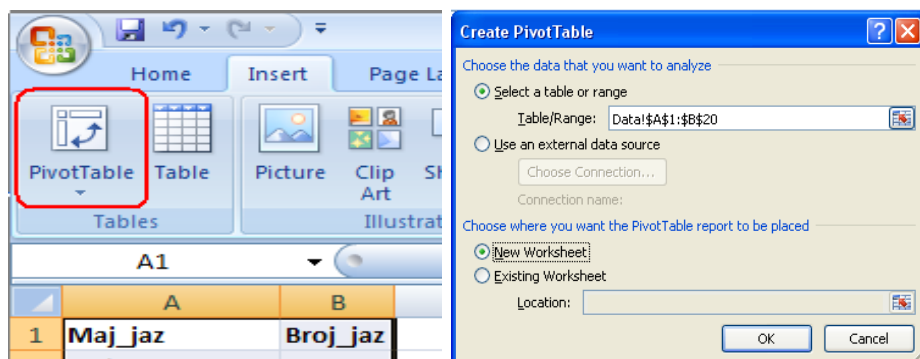 Home Insert Page La
PivotTable Table Picture Clip Art Sh
Tables Illustrat
A1
A B
1 Maj_jaz Broj_jaz
Create PivotTable
Choose the data that you want to analyze
Select a table or range
Table/Range: Data!$A$1:$B$20
Use an external data source
Choose Connection...
Connection name:
Choose where you want the PivotTable report to be placed
New Worksheet
Existing Worksheet
Location:
OK Cancel